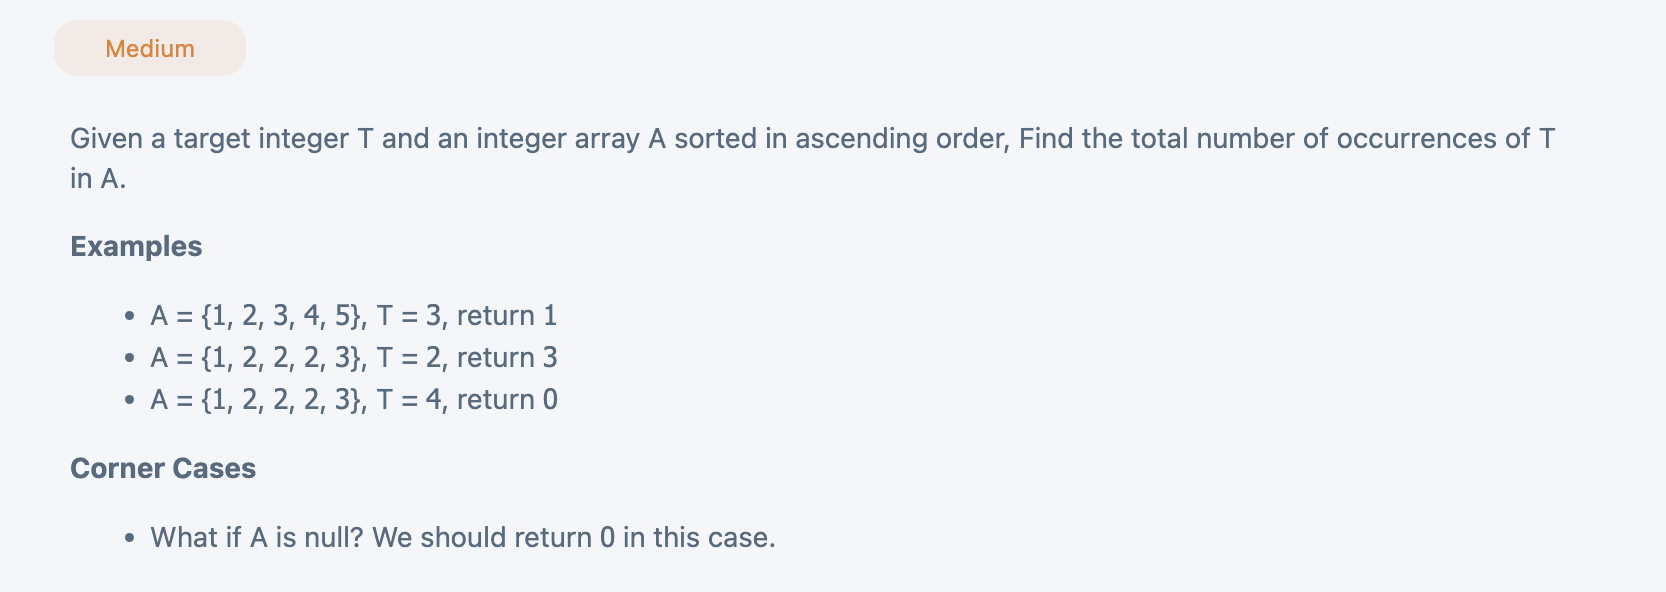 Medium
Given a target integer T and an integer array A sorted in ascending order, Find the total number of occurrences of T
in A.
Examples
• A = {1, 2, 3, 4, 5}, T = 3, return 1
• A = {1, 2, 2, 2, 3}, T = 2, return 3
• A = {1, 2, 2, 2, 3}, T = 4, return 0
Corner Cases
• What if A is null? We should return 0 in this case.